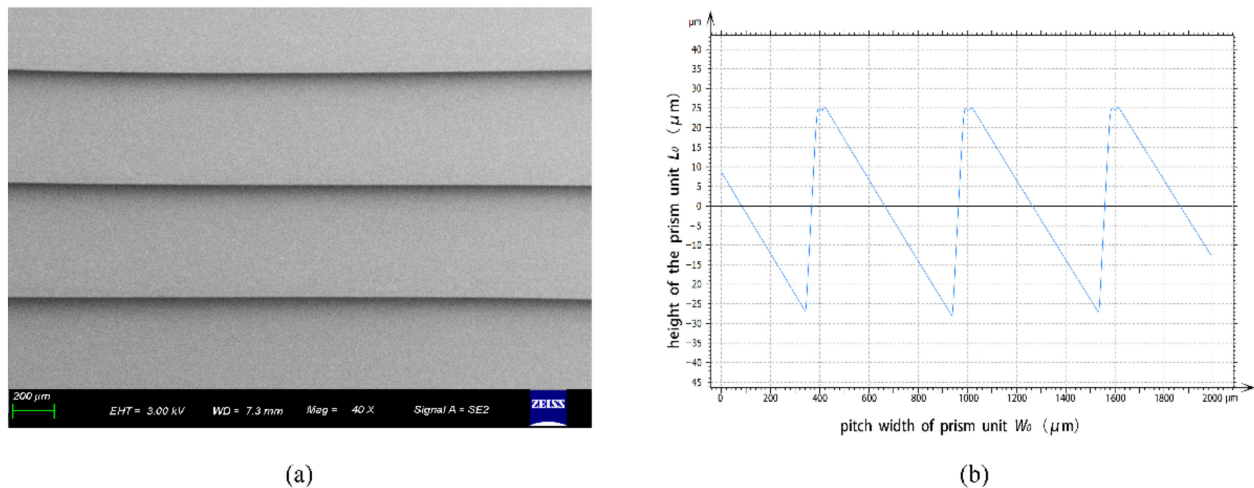 200 μm
EHT = 3.00 kV
WD = 7.3 mm
Mag = 40 X
Signal A = SE2
ZEISS
(a)
μm
40
35
30
25
20
15
10
5
0
-5
-10
-15
-20
-25
-30
-35
40
45
height of the prism unit L0 (μm)
0
200
400
600
800
1000
1200
1400
1600
1800
2000 μm
pitch width of prism unit W0 (μm)
(b)